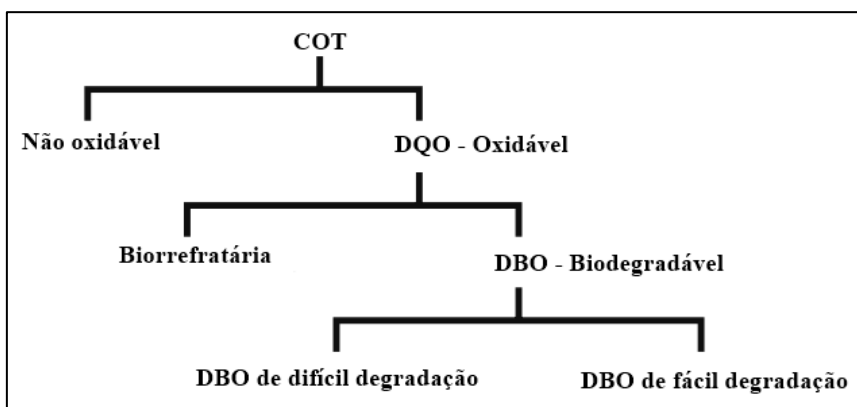 COT
Não oxidável
DQO - Oxidável
Biorrefratária
DBO - Biodegradável
DBO de difícil degradação
DBO de fácil degradação